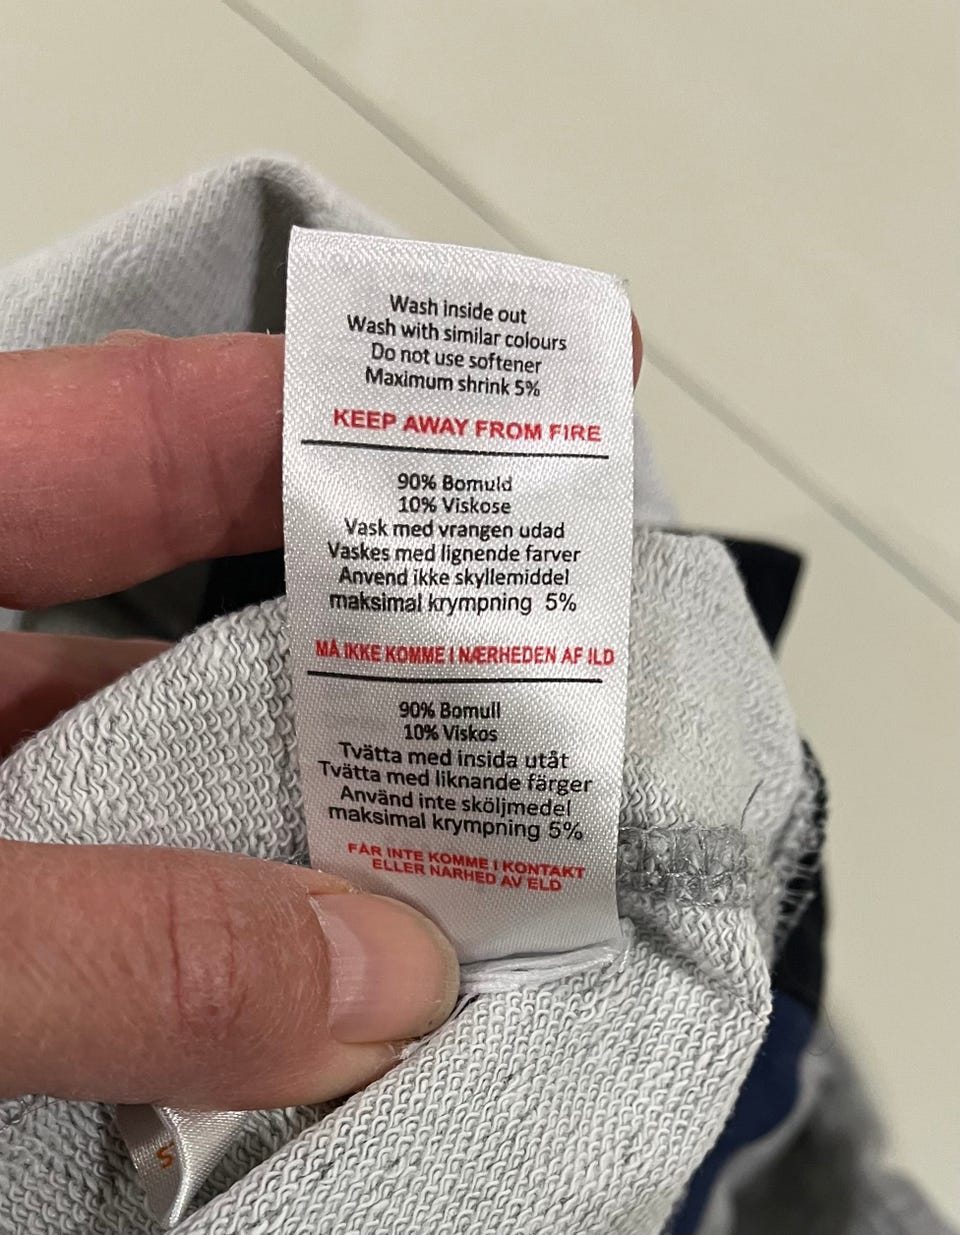 Wash inside out
Wash with similar colours
Do not use softener
Maximum shrink 5%
KEEP AWAY FROM FIRE
90% Bomuld
10% Viskose
Vask med vrangen udad
Vaskes med lignende farver
Anvend ikke skyllemiddel
maksimal krympning 5%
MÅ IKKE KOMME I NÆRHEDEN AF ILD
90% Bomull
10% Viskos
Tvätta med insida utåt
Tvätta med liknande färger
Använd inte sköljmedel
maksimal krympning 5%
FÅR INTE KOMME I KONTAKT
ELLER NÄRHED AV ELD